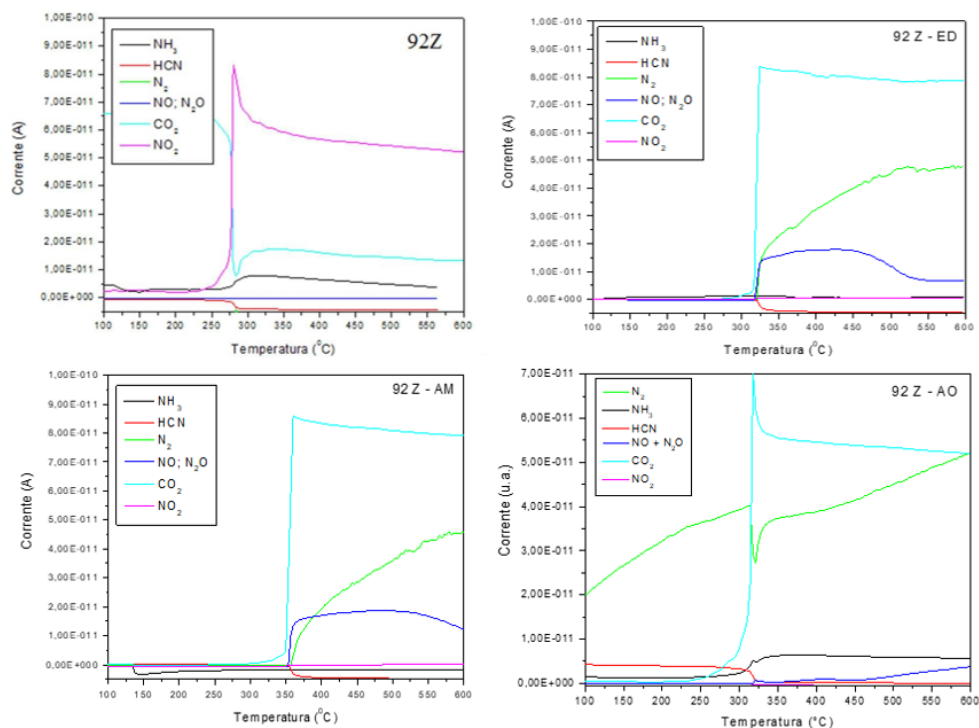 92Z
NH3
HCN
N2
NO; N2O
CO2
NO2
1,00E-010
9,00E-011
8,00E-011
7,00E-011
6,00E-011
5,00E-011
4,00E-011
3,00E-011
2,00E-011
1,00E-011
0,00E+000
Corrente (A)
100 150 200 250 300 350 400 450 500 550 600
Temperatura (°C)
92 Z - ED
NH3
HCN
N2
NO; N2O
CO2
NO2
1,00E-010
9,00E-011
8,00E-011
7,00E-011
6,00E-011
5,00E-011
4,00E-011
3,00E-011
2,00E-011
1,00E-011
0,00E+000
Corrente (A)
100 150 200 250 300 350 400 450 500 550 600
Temperatura (°C)
92 Z - AM
NH3
HCN
N2
NO; N2O
CO2
NO2
1,00E-010
9,00E-011
8,00E-011
7,00E-011
6,00E-011
5,00E-011
4,00E-011
3,00E-011
2,00E-011
1,00E-011
0,00E+000
Corrente (A)
100 150 200 250 300 350 400 450 500 550 600
Temperatura (°C)
92 Z - AO
N2
NH3
HCN
NO + N2O
CO2
NO2
7,00E-011
6,00E-011
5,00E-011
4,00E-011
3,00E-011
2,00E-011
1,00E-011
0,00E+000
Corrente (u.a.)
100 150 200 250 300 350 400 450 500 550 600
Temperatura (°C)